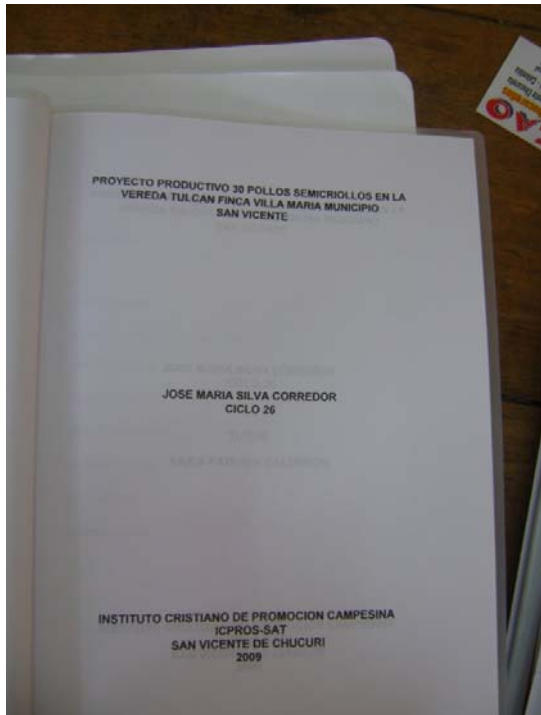 PROYECTO PRODUCTIVO 30 POLLOS SEMICRIOLLOS EN LA
VEREDA TULCAN FINCA VILLA MARIA MUNICIPIO
SAN VICENTE
JOSE MARIA SILVA CORREDOR
CICLO 26
INSTITUTO CRISTIANO DE PROMOCION CAMPESINA
ICPROS-SAT
SAN VICENTE DE CHUCURI
2009